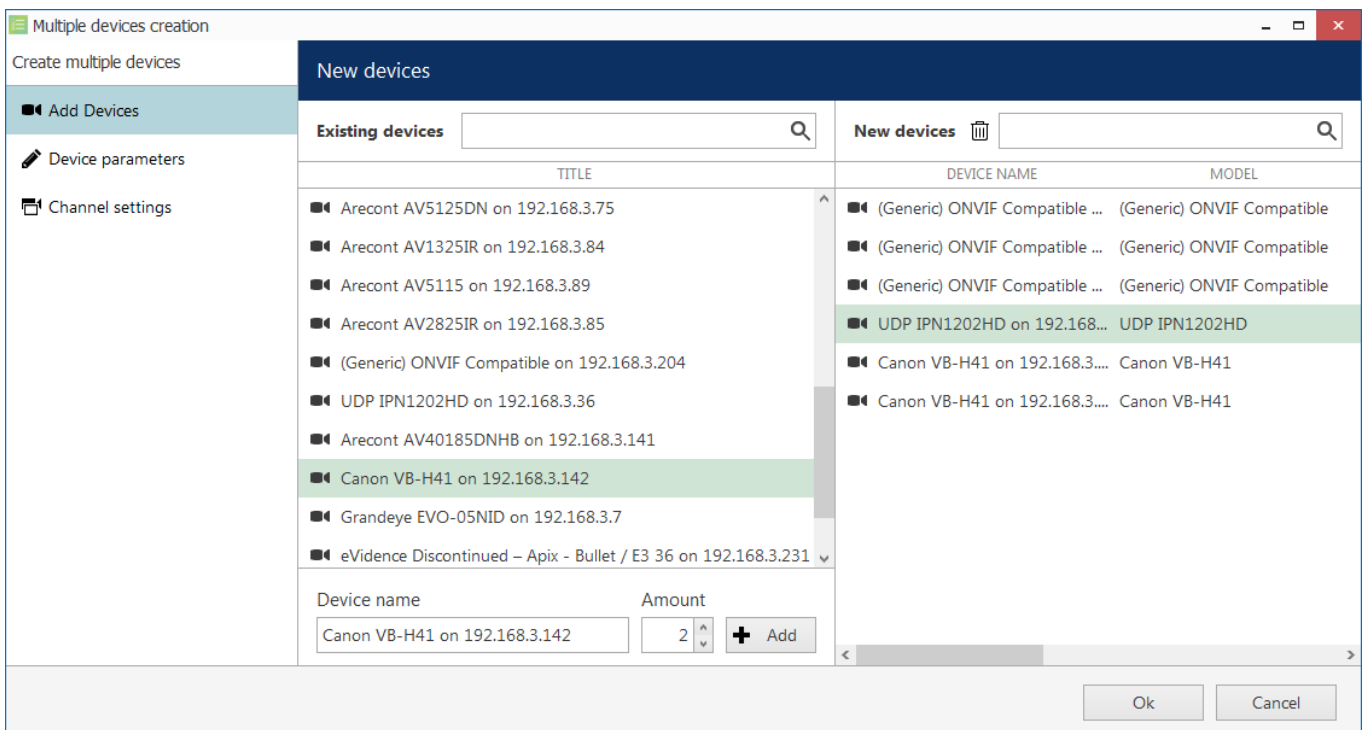 Multiple devices creation
Create multiple devices
Add Devices
Device parameters
Channel settings
New devices
Existing devices
TITLE
Arecont AV5125DN on 192.168.3.75
Arecont AV1325IR on 192.168.3.84
Arecont AV5115 on 192.168.3.89
Arecont AV2825IR on 192.168.3.85
(Generic) ONVIF Compatible on 192.168.3.204
UDP IPN1202HD on 192.168.3.36
Arecont AV40185DNHB on 192.168.3.141
Canon VB-H41 on 192.168.3.142
Grandeye EVO-05NID on 192.168.3.7
eVidence Discontinued – Apix - Bullet / E3 36 on 192.168.3.231
Device name Amount
Canon VB-H41 on 192.168.3.142 2 Add
New devices
DEVICE NAME MODEL
(Generic) ONVIF Compatible ... (Generic) ONVIF Compatible
(Generic) ONVIF Compatible ... (Generic) ONVIF Compatible
(Generic) ONVIF Compatible ... (Generic) ONVIF Compatible
UDP IPN1202HD on 192.168... UDP IPN1202HD
Canon VB-H41 on 192.168.3.... Canon VB-H41
Canon VB-H41 on 192.168.3.... Canon VB-H41
Ok Cancel